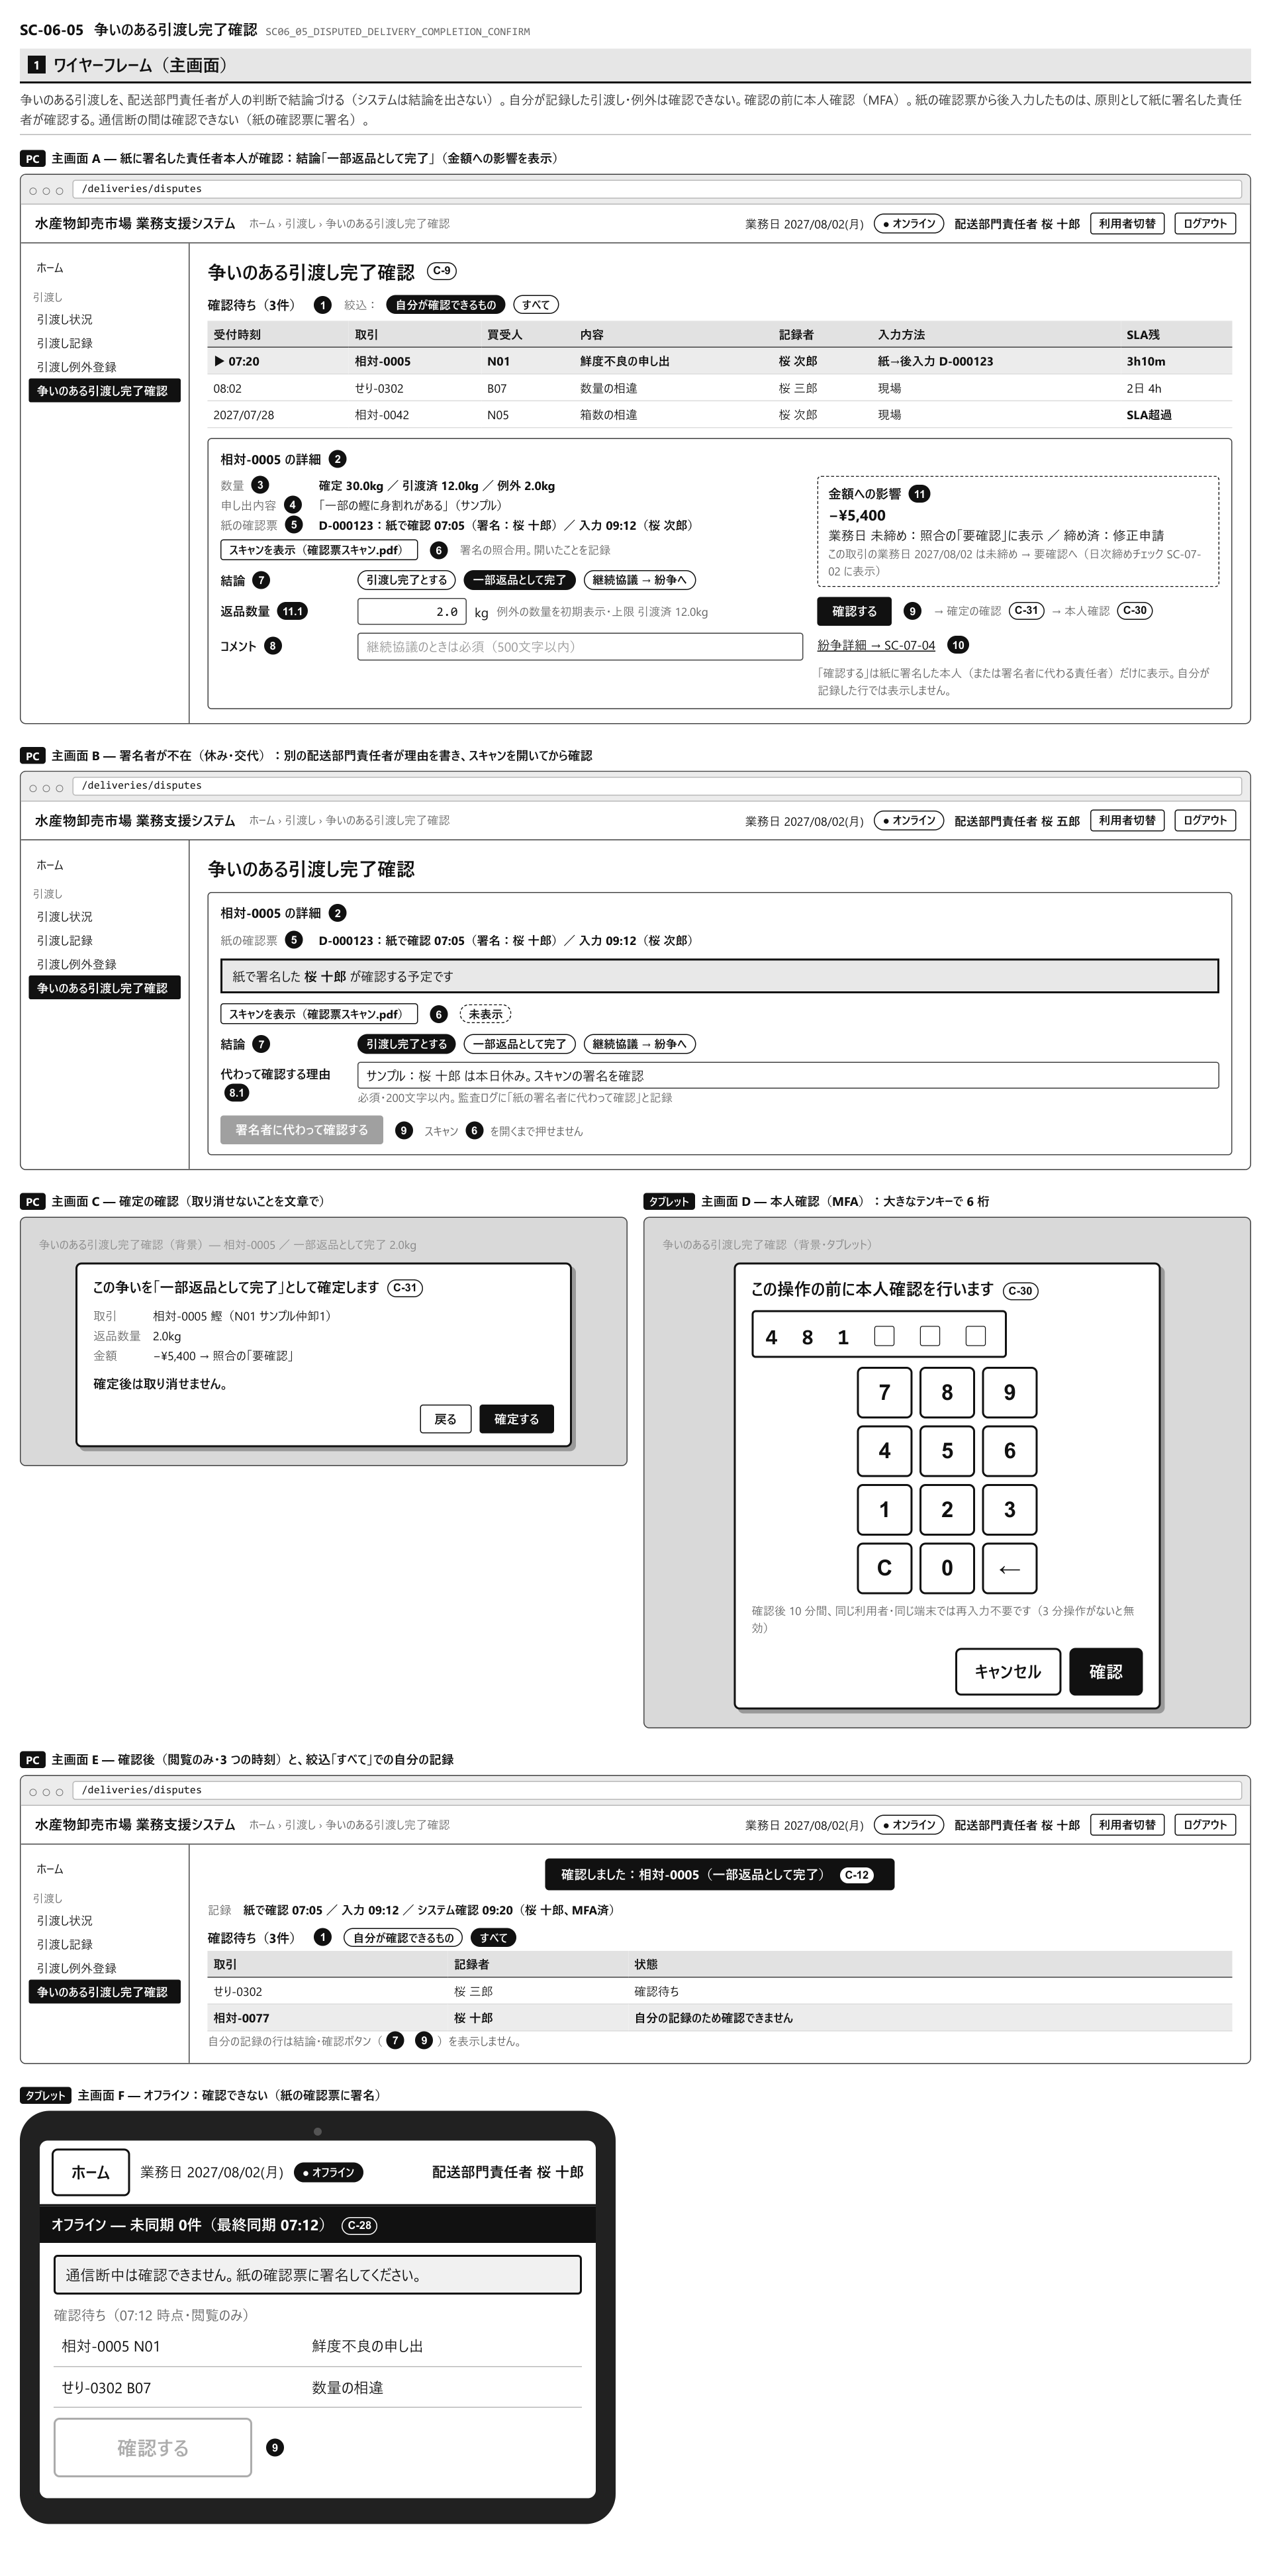 SC-06-05 争いのある引渡し完了確認 SC06_05_DISPUTED_DELIVERY_COMPLETION_CONFIRM
1 ワイヤーフレーム（主画面）
争いのある引渡しを、配送部門責任者が人の判断で結論づける（システムは結論を出さない）。自分が記録した引渡し・例外は確認できない。確認の前に本人確認（MFA）。紙の確認票から後入力したものは、原則として紙に署名した責任
者が確認する。通信断の間は確認できない（紙の確認票に署名）。
PC 主画面 A — 紙に署名した責任者本人が確認：結論「一部返品として完了」（金額への影響を表示）
/deliveries/disputes
水産物卸売市場 業務支援システム ホーム › 引渡し › 争いのある引渡し完了確認 業務日 2027/08/02(月) ● オンライン 配送部門責任者 桜 十郎 利用者切替 ログアウト
ホーム
引渡し
引渡し状況
引渡し記録
引渡し例外登録
争いのある引渡し完了確認
争いのある引渡し完了確認 C-9
確認待ち（3件） 1 絞込： 自分が確認できるもの すべて
受付時刻 取引 買受人 内容 記録者 入力方法 SLA残
▶ 07:20 相対-0005 N01 鮮度不良の申し出 桜 次郎 紙→後入力 D-000123 3h10m
08:02 せり-0302 B07 数量の相違 桜 三郎 現場 2日 4h
2027/07/28 相対-0042 N05 箱数の相違 桜 次郎 現場 SLA超過
相対-0005 の詳細 2
数量 3 確定 30.0kg ／ 引渡済 12.0kg ／ 例外 2.0kg
申し出内容 4 「一部の鰹に身割れがある」（サンプル）
紙の確認票 5 D-000123：紙で確認 07:05（署名：桜 十郎）／ 入力 09:12（桜 次郎）
スキャンを表示（確認票スキャン.pdf） 6 署名の照合用。開いたことを記録
結論 7 引渡し完了とする 一部返品として完了 継続協議 → 紛争へ
返品数量 11.1 2.0 kg 例外の数量を初期表示・上限 引渡済 12.0kg
コメント 8 継続協議のときは必須（500文字以内）
金額への影響 11
−¥5,400
業務日 未締め：照合の「要確認」に表示 ／ 締め済：修正申請
この取引の業務日 2027/08/02 は未締め → 要確認へ（日次締めチェック SC-07-
02 に表示）
確認する 9 → 確定の確認 C-31 → 本人確認 C-30
紛争詳細 → SC-07-04 10
「確認する」は紙に署名した本人（または署名者に代わる責任者）だけに表示。自分が
記録した行では表示しません。
PC 主画面 B — 署名者が不在（休み・交代）：別の配送部門責任者が理由を書き、スキャンを開いてから確認
/deliveries/disputes
水産物卸売市場 業務支援システム ホーム › 引渡し › 争いのある引渡し完了確認 業務日 2027/08/02(月) ● オンライン 配送部門責任者 桜 五郎 利用者切替 ログアウト
ホーム
引渡し
引渡し状況
引渡し記録
引渡し例外登録
争いのある引渡し完了確認
争いのある引渡し完了確認
相対-0005 の詳細 2
紙の確認票 5 D-000123：紙で確認 07:05（署名：桜 十郎）／ 入力 09:12（桜 次郎）
紙で署名した 桜 十郎 が確認する予定です
スキャンを表示（確認票スキャン.pdf） 6 未表示
結論 7 引渡し完了とする 一部返品として完了 継続協議 → 紛争へ
代わって確認する理由
8.1
サンプル：桜 十郎 は本日休み。スキャンの署名を確認
必須・200文字以内。監査ログに「紙の署名者に代わって確認」と記録
署名者に代わって確認する 9 スキャン 6 を開くまで押せません
PC 主画面 C — 確定の確認（取り消せないことを文章で）
争いのある引渡し完了確認（背景）— 相対-0005 ／ 一部返品として完了 2.0kg
この争いを「一部返品として完了」として確定します C-31
取引 相対-0005 鰹（N01 サンプル仲卸1）
返品数量 2.0kg
金額 −¥5,400 → 照合の「要確認」
確定後は取り消せません。
戻る 確定する
タブレット 主画面 D — 本人確認（MFA）：大きなテンキーで 6 桁
争いのある引渡し完了確認（背景・タブレット）
この操作の前に本人確認を行います C-30
4 8 1
7 8 9
4 5 6
1 2 3
C 0 ←
確認後 10 分間、同じ利用者・同じ端末では再入力不要です（3 分操作がないと無
効）
キャンセル 確認
PC 主画面 E — 確認後（閲覧のみ・3 つの時刻）と、絞込「すべて」での自分の記録
/deliveries/disputes
水産物卸売市場 業務支援システム ホーム › 引渡し › 争いのある引渡し完了確認 業務日 2027/08/02(月) ● オンライン 配送部門責任者 桜 十郎 利用者切替 ログアウト
ホーム
引渡し
引渡し状況
引渡し記録
引渡し例外登録
争いのある引渡し完了確認
確認しました：相対-0005（一部返品として完了） C-12
記録 紙で確認 07:05 ／ 入力 09:12 ／ システム確認 09:20（桜 十郎、MFA済）
確認待ち（3件） 1 自分が確認できるもの すべて
取引 記録者 状態
せり-0302 桜 三郎 確認待ち
相対-0077 桜 十郎 自分の記録のため確認できません
自分の記録の行は結論・確認ボタン（ 7 9 ）を表示しません。
タブレット 主画面 F — オフライン：確認できない（紙の確認票に署名）
ホーム 業務日 2027/08/02(月) ● オフライン 配送部門責任者 桜 十郎
オフライン — 未同期 0件（最終同期 07:12） C-28
通信断中は確認できません。紙の確認票に署名してください。
確認待ち（07:12 時点・閲覧のみ）
相対-0005 N01 鮮度不良の申し出
せり-0302 B07 数量の相違
確認する 9